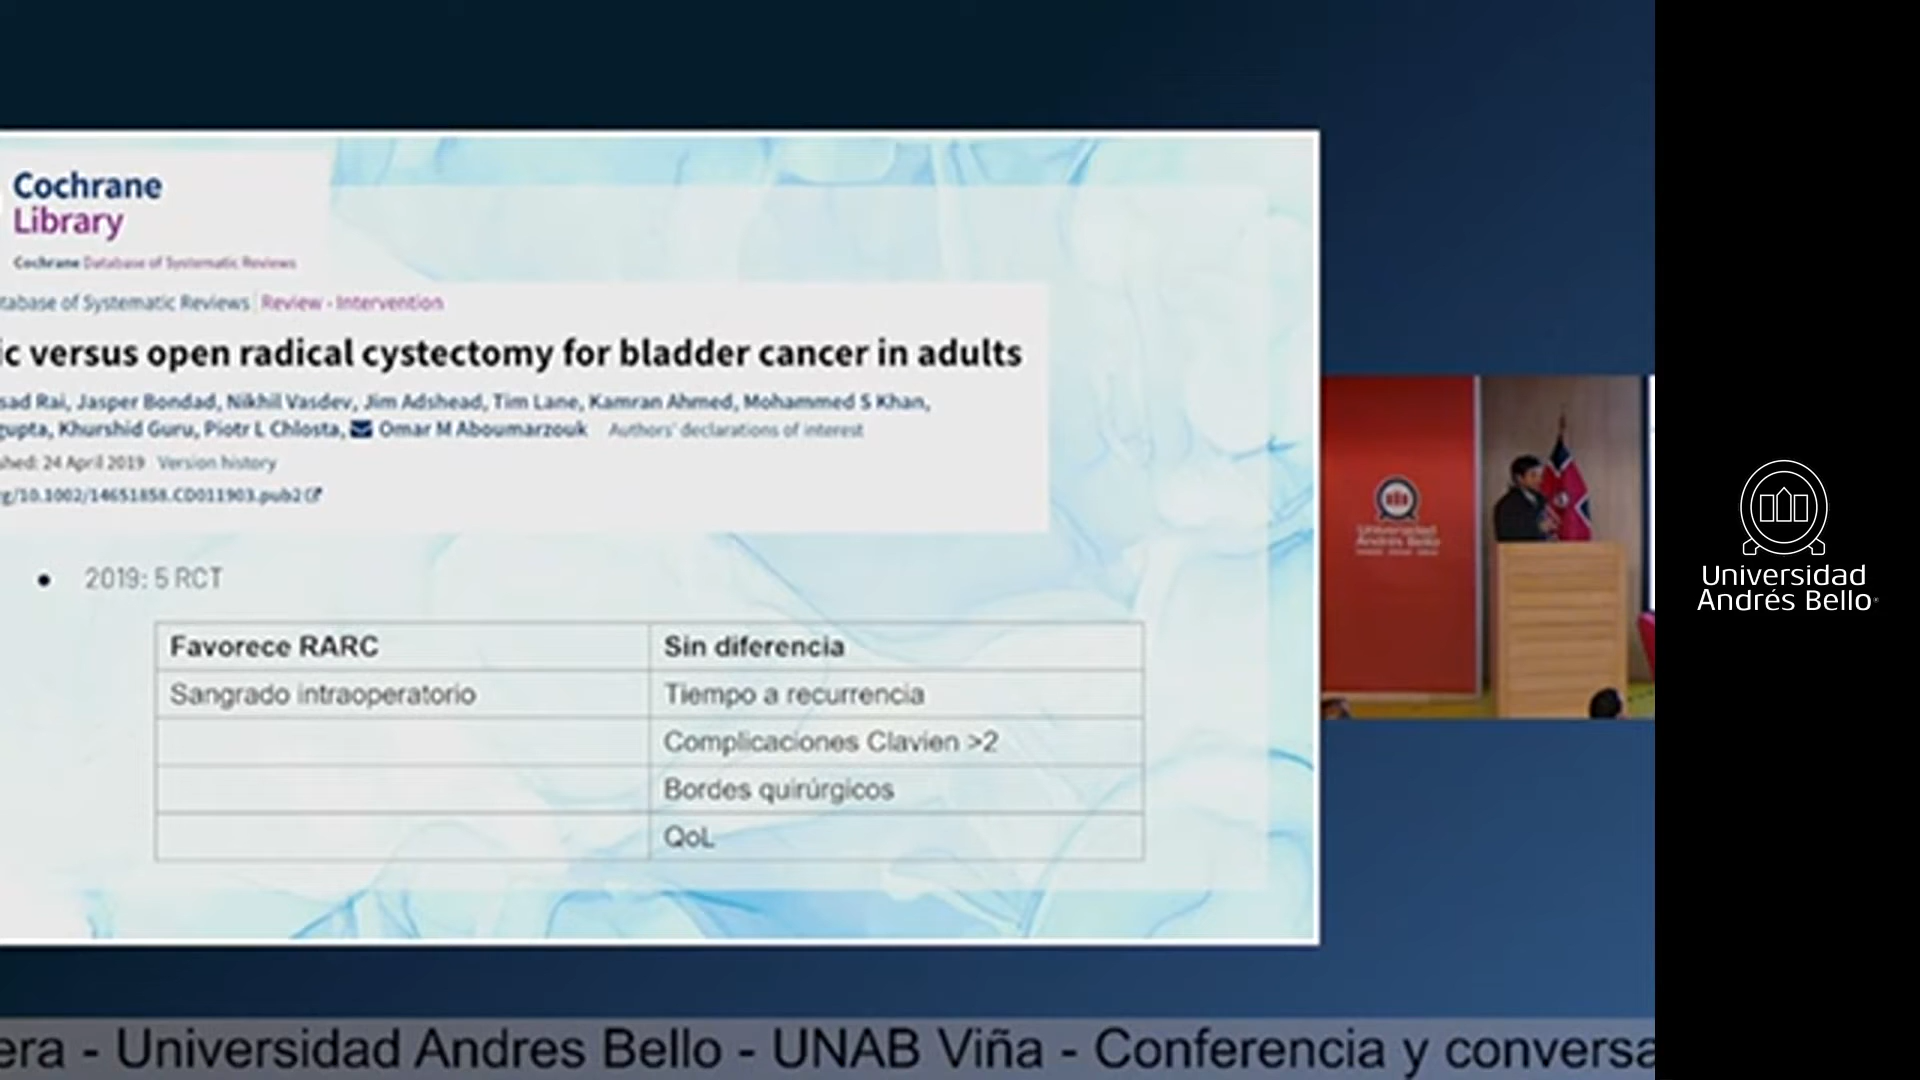 Cochrane
Library
Cochrane Database of Systematic Reviews
tabase of Systematic Reviews | Review - Intervention
ic versus open radical cystectomy for bladder cancer in adults
sad Rai, Jasper Bondad, Nikhil Vasdev, Jim Adshead, Tim Lane, Kamran Ahmed, Mohammed S Khan,
gupta, Khurshid Guru, Piotr L Chlosta, Omar M Aboumarzouk Authors' declarations of interest
shed: 24 April 2019 Version history
g/10.1002/14651858.CD011903.pub2
• 2019: 5 RCT
Favorece RARC Sin diferencia
Sangrado intraoperatorio Tiempo a recurrencia
Complicaciones Clavien >2
Bordes quirúrgicos
QoL
Universidad
Andrés Bello
Universidad
Andrés Bello
era - Universidad Andres Bello - UNAB Viña - Conferencia y conversa